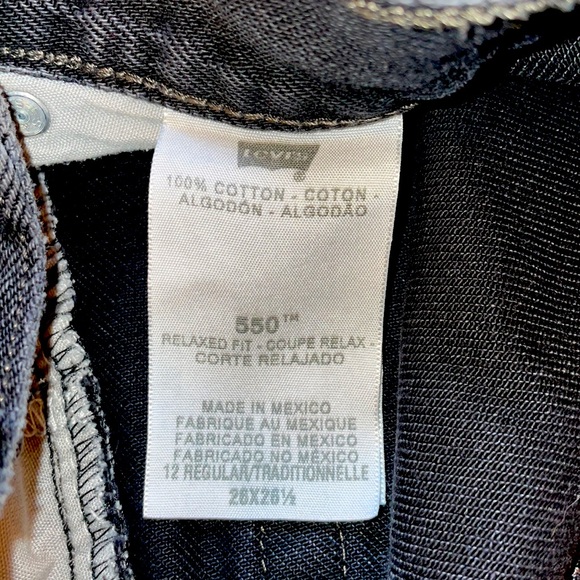 Levi's
100% COTTON - COTON -
ALGODÓN - ALGODÃO
550™
RELAXED FIT - COUPE RELAX -
CORTE RELAJADO
MADE IN MEXICO
FABRIQUE AU MEXIQUE
FABRICADO EN MEXICO
FABRICADO NO MÉXICO
12 REGULAR/TRADITIONNELLE
26X26½